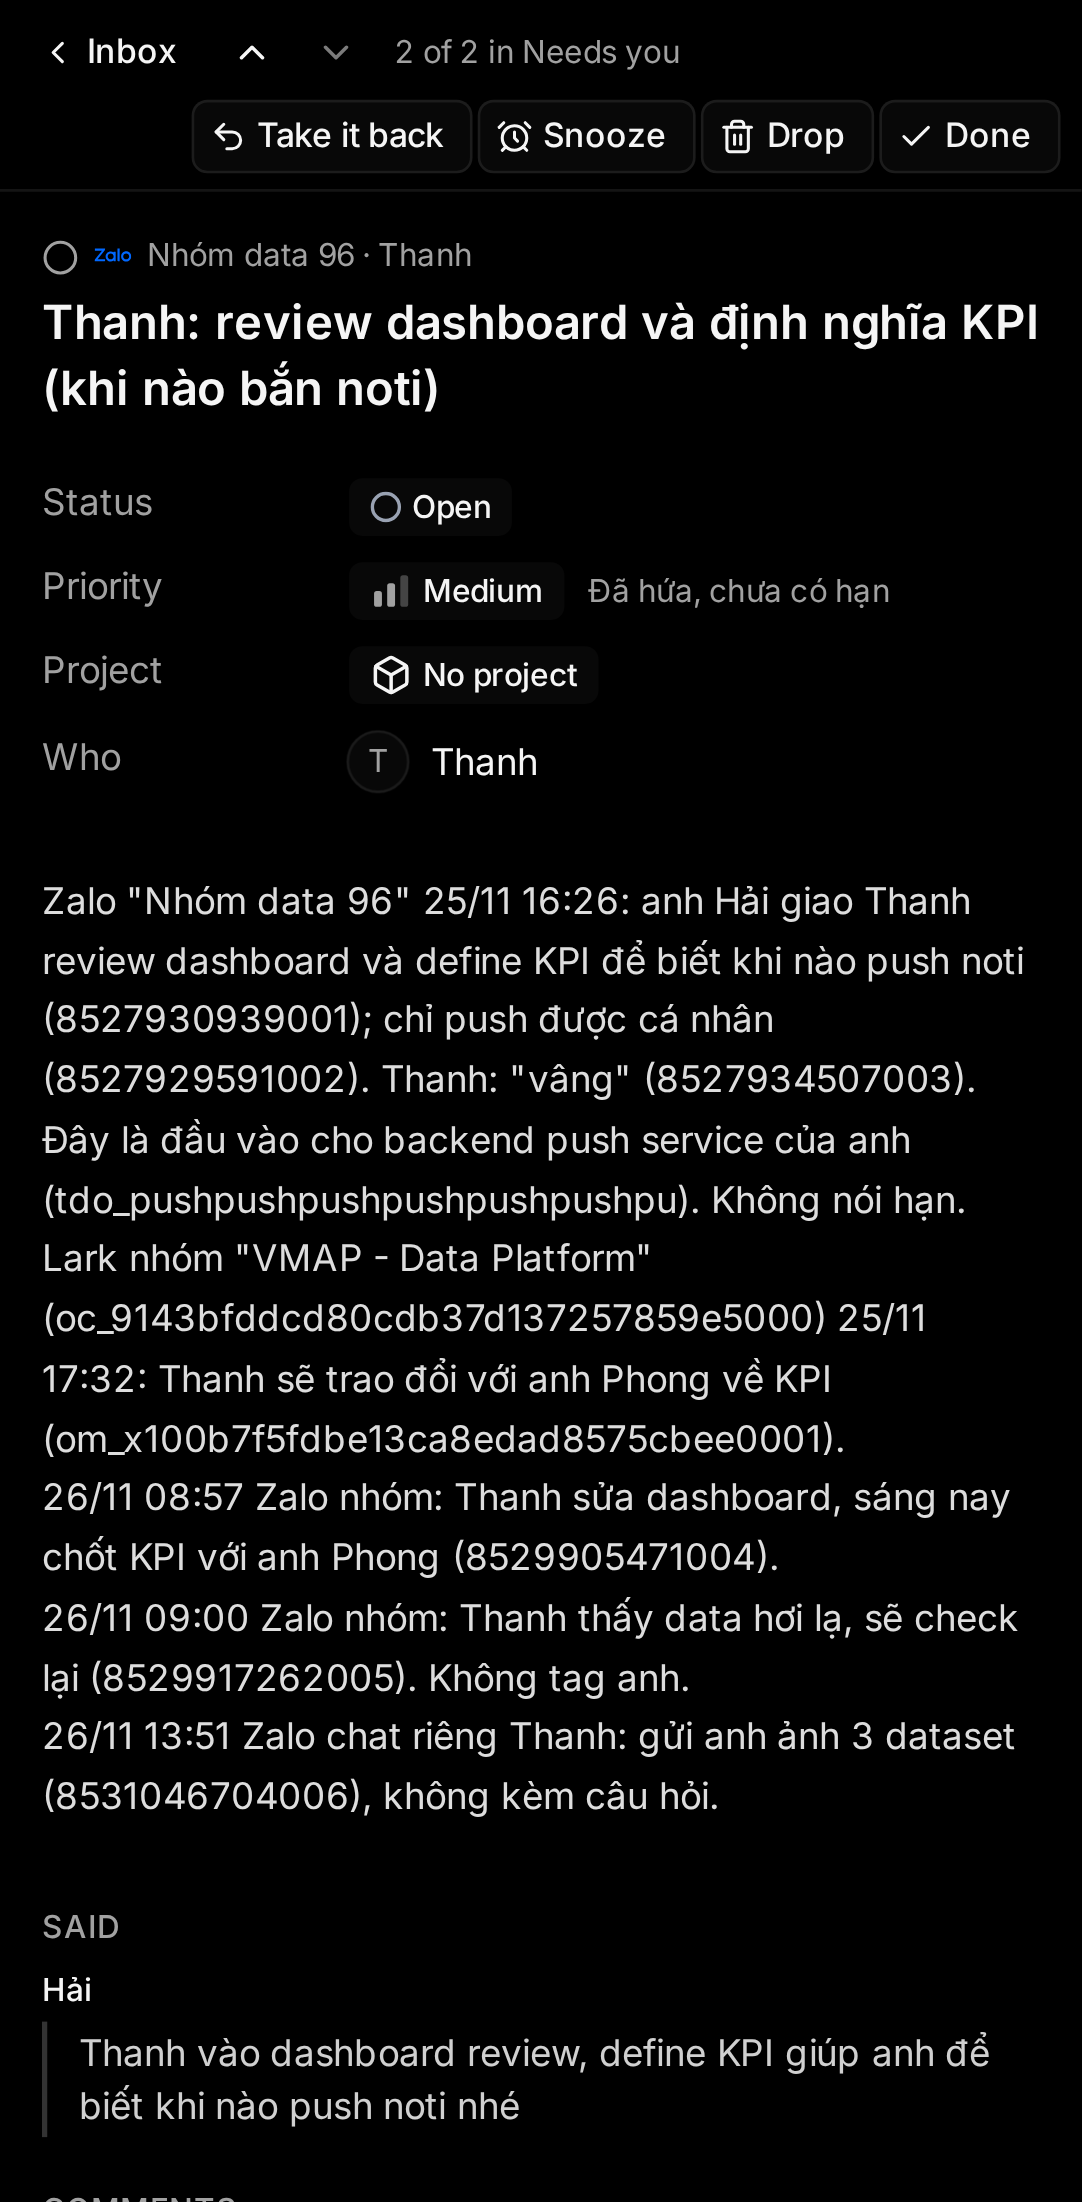 Inbox
2 of 2 in Needs you
Take it back
Snooze
Drop
Done
Zalo Nhóm data 96 · Thanh
Thanh: review dashboard và định nghĩa KPI
(khi nào bắn noti)
Status
Open
Priority
Medium
Đã hứa, chưa có hạn
Project
No project
Who
T
Thanh
Zalo "Nhóm data 96" 25/11 16:26: anh Hải giao Thanh
review dashboard và define KPI để biết khi nào push noti
(8527930939001); chỉ push được cá nhân
(8527929591002). Thanh: "vâng" (8527934507003).
Đây là đầu vào cho backend push service của anh
(tdo_pushpushpushpushpushpushpu). Không nói hạn.
Lark nhóm "VMAP - Data Platform"
(oc_9143bfddcd80cdb37d137257859e5000) 25/11
17:32: Thanh sẽ trao đổi với anh Phong về KPI
(om_x100b7f5fdbe13ca8edad8575cbee0001).
26/11 08:57 Zalo nhóm: Thanh sửa dashboard, sáng nay
chốt KPI với anh Phong (8529905471004).
26/11 09:00 Zalo nhóm: Thanh thấy data hơi lạ, sẽ check
lại (8529917262005). Không tag anh.
26/11 13:51 Zalo chat riêng Thanh: gửi anh ảnh 3 dataset
(8531046704006), không kèm câu hỏi.
SAID
Hải
Thanh vào dashboard review, define KPI giúp anh để
biết khi nào push noti nhé